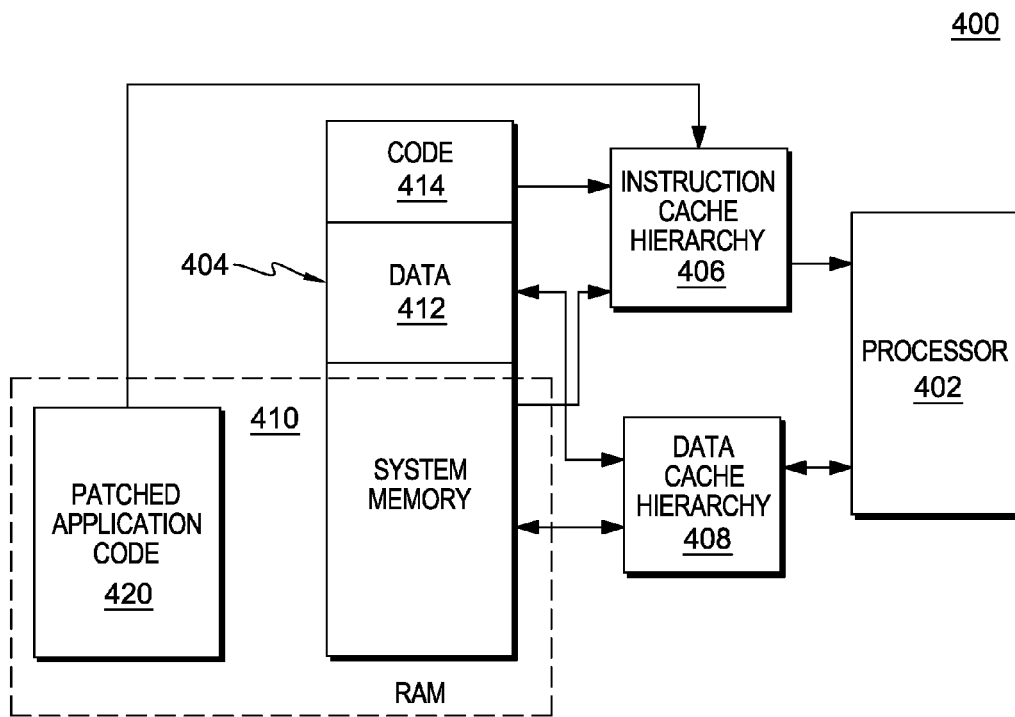 400
CODE
414
INSTRUCTION
CACHE
HIERARCHY
406
404
DATA
412
PROCESSOR
402
410
PATCHED
APPLICATION
CODE
420
SYSTEM
MEMORY
DATA
CACHE
HIERARCHY
408
RAM